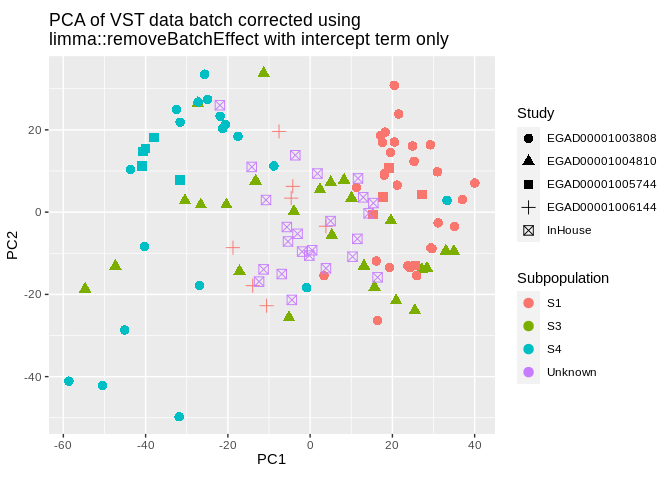 PCA of VST data batch corrected using
limma::removeBatchEffect with intercept term only
PC2
20
0
-20
-40
-60
-40
-20
0
20
40
PC1
Study
EGAD00001003808
EGAD00001004810
EGAD00001005744
EGAD00001006144
InHouse
Subpopulation
S1
S3
S4
Unknown